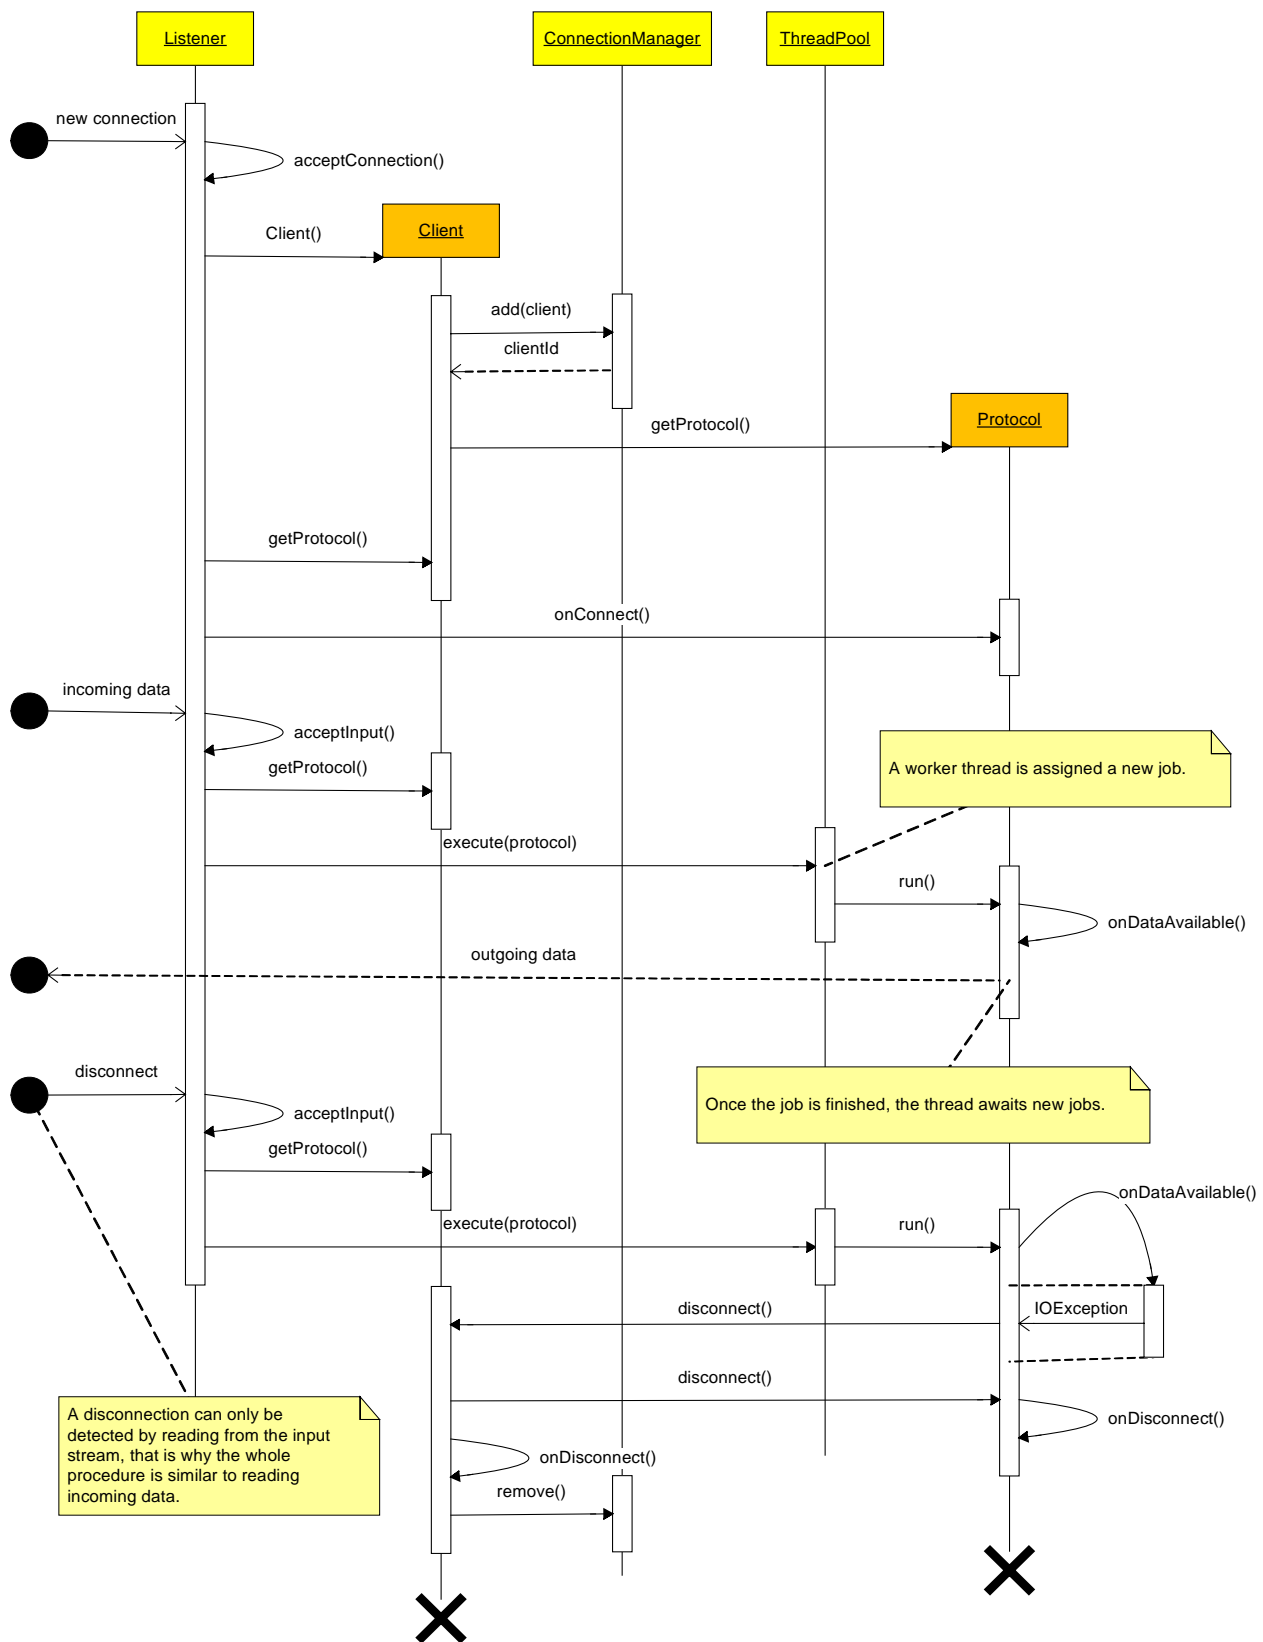 Listener
ConnectionManager
ThreadPool
new connection
acceptConnection()
Client()
Client
add(client)
clientId
getProtocol()
Protocol
getProtocol()
onConnect()
incoming data
acceptInput()
getProtocol()
A worker thread is assigned a new job.
execute(protocol)
run()
onDataAvailable()
outgoing data
disconnect
acceptInput()
Once the job is finished, the thread awaits new jobs.
getProtocol()
onDataAvailable()
execute(protocol)
run()
disconnect()
IOException
disconnect()
A disconnection can only be
detected by reading from the input
stream, that is why the whole
procedure is similar to reading
incoming data.
onDisconnect()
onDisconnect()
remove()